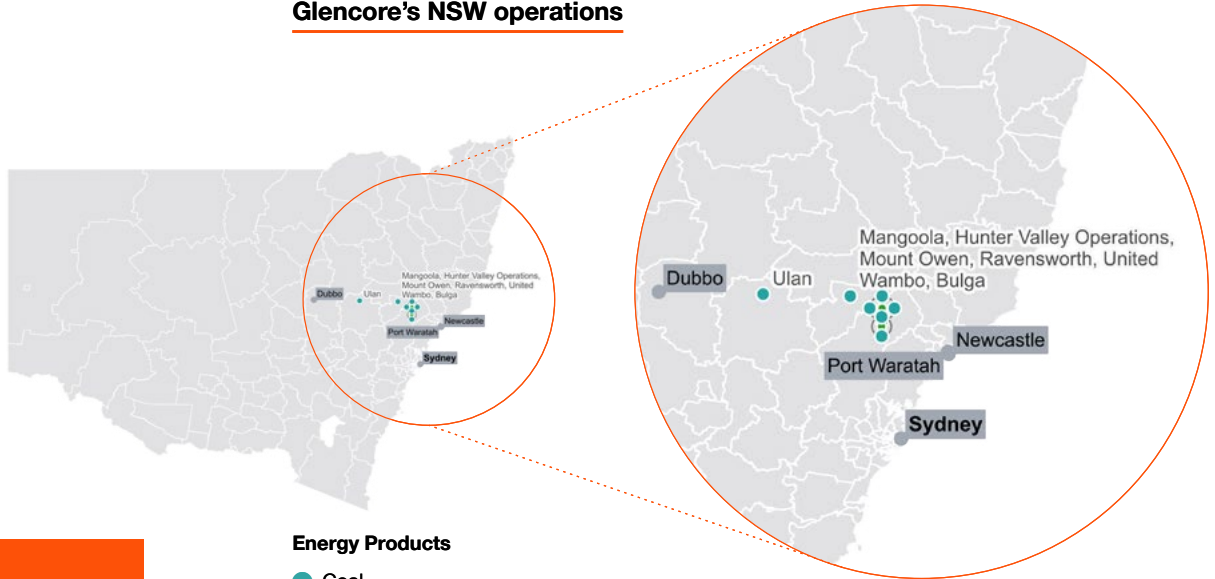 Glencore's NSW operations
Mangoola, Hunter Valley Operations,
Mount Owen, Ravensworth, United
Wambo, Bulga
Dubbo
Ulan
Newcastle
Port Waratah
Sydney
Mangoola, Hunter Valley Operations,
Mount Owen, Ravensworth, United
Wambo, Bulga
Dubbo
Ulan
Newcastle
Port Waratah
Sydney
Energy Products
Coal